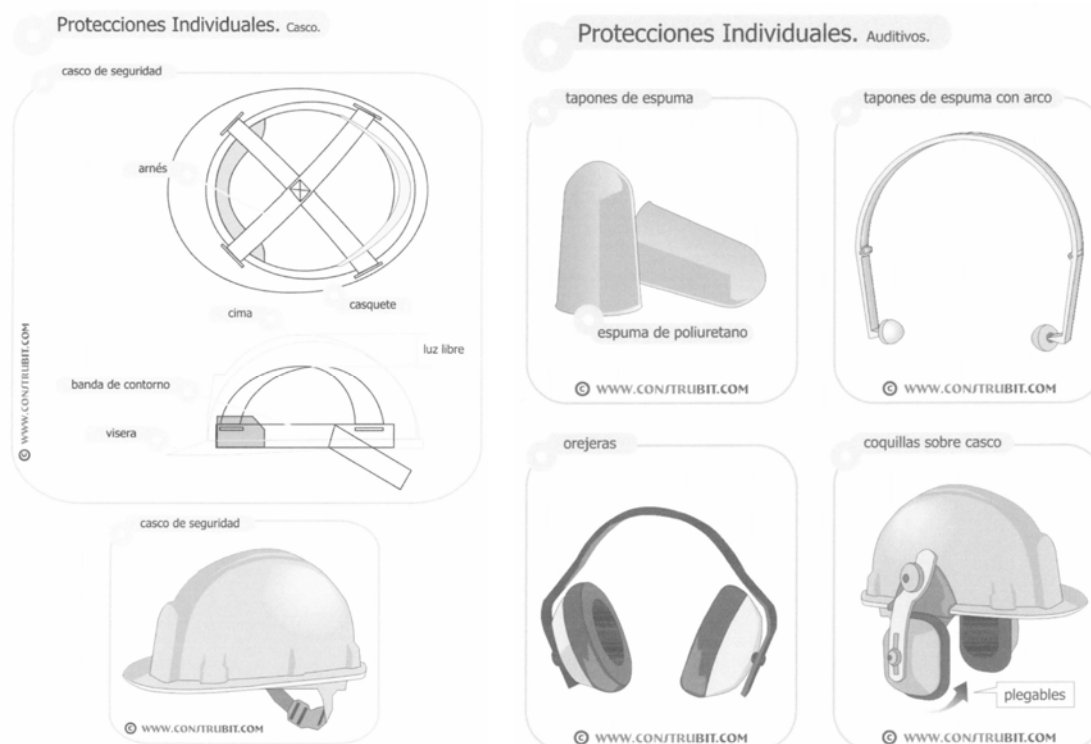 Protecciones Individuales. Casco.
casco de seguridad
arnés
casquete
cima
luz libre
banda de contorno
visera
© WWW.CONSTRUBIT.COM
casco de seguridad
© WWW.CONSTRUBIT.COM
Protecciones Individuales. Auditivos.
tapones de espuma
espuma de poliuretano
© WWW.CONSTRUBIT.COM
tapones de espuma con arco
© WWW.CONSTRUBIT.COM
orejeras
© WWW.CONSTRUBIT.COM
coquillas sobre casco
plegables
© WWW.CONSTRUBIT.COM